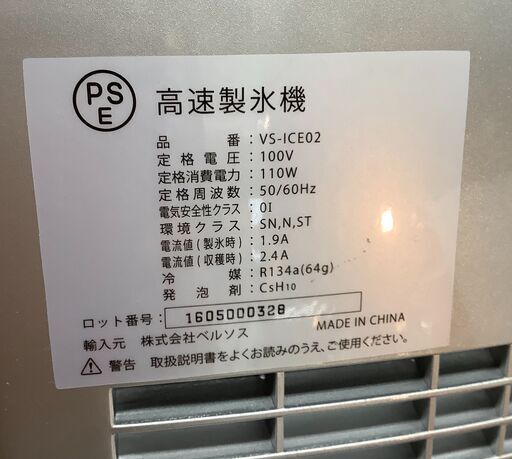 PS
E
高速製氷機
品番：VS-ICE02
定格電圧：100V
定格消費電力：110W
定格周波数：50/60Hz
電気安全性クラス：0I
環境クラス：SN,N,ST
電流値(製氷時)：1.9A
電流値(収穫時)：2.4A
冷媒：R134a(64g)
発泡剤：C5H10
ロット番号：1605000328
輸入元 株式会社ベルソス MADE IN CHINA
⚠ 警告 取扱説明書をよくお読みのうえ、ご使用ください。